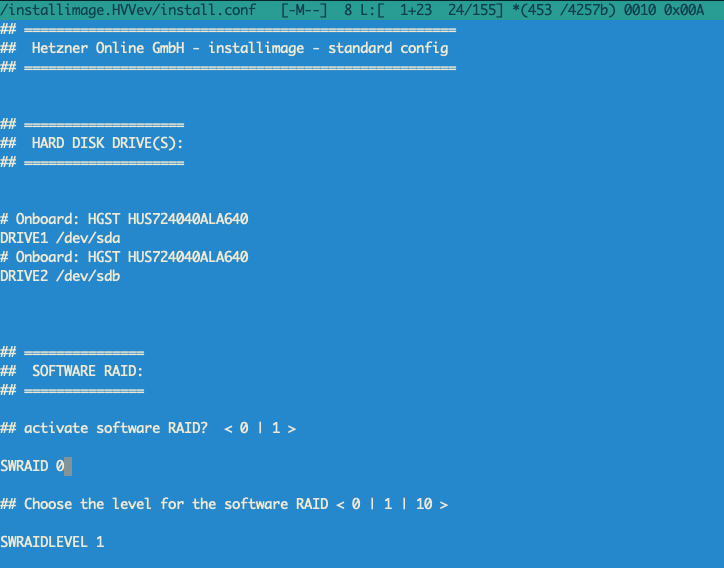 /installimage.HVVev/install.conf   [-M--]  8 L:[  1+23  24/155] *(453 /4257b) 0010 0x00A
## ====================================================
##  Hetzner Online GmbH - installimage - standard config
## ====================================================
## ====================
##  HARD DISK DRIVE(S):
## ====================
# Onboard: HGST HUS724040ALA640
DRIVE1 /dev/sda
# Onboard: HGST HUS724040ALA640
DRIVE2 /dev/sdb
## ===============
##  SOFTWARE RAID:
## ===============
## activate software RAID?  < 0 | 1 >
SWRAID 0
## Choose the level for the software RAID < 0 | 1 | 10 >
SWRAIDLEVEL 1